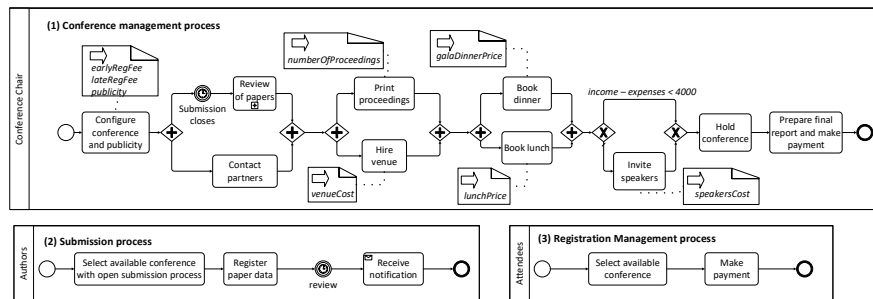 (1) Conference management process
Conference Chair
earlyRegFee
lateRegFee
publicity
numberOfProceedings
galaDinnerPrice
Submission
closes
Review
of papers
Print
proceedings
Book
dinner
income – expenses < 4000
Configure
conference
and publicity
Contact
partners
Hire
venue
Book lunch
Invite
speakers
Hold
conference
Prepare final
report and make
payment
venueCost
lunchPrice
speakersCost
(2) Submission process
Authors
Select available conference
with open submission process
Register
paper data
review
Receive
notification
(3) Registration Management process
Attendees
Select available
conference
Make
payment